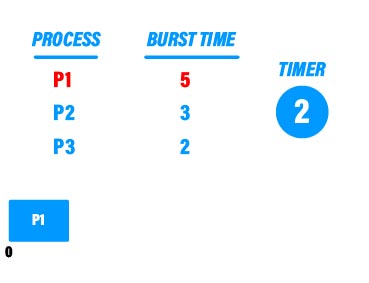 PROCESS BURST TIME
TIMER
P1 5
2
P2 3
P3 2
P1
0